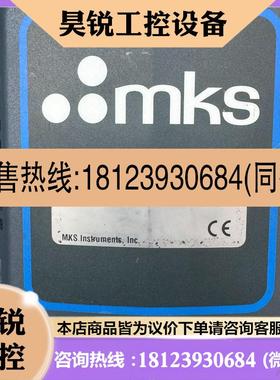 昊锐工控设备
mks
售热线:18123930684(同
MKS Instruments, Inc.
CE
锐
控
本店商品皆为议价下单请咨询客服
咨询热线:18123930684 (微